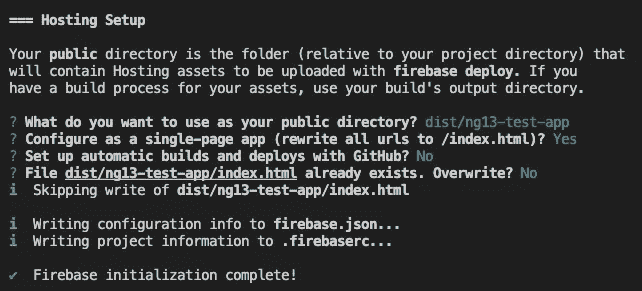 === Hosting Setup
Your public directory is the folder (relative to your project directory) that
will contain Hosting assets to be uploaded with firebase deploy. If you
have a build process for your assets, use your build's output directory.
? What do you want to use as your public directory? dist/ng13-test-app
? Configure as a single-page app (rewrite all urls to /index.html)? Yes
? Set up automatic builds and deploys with GitHub? No
? File dist/ng13-test-app/index.html already exists. Overwrite? No
i  Skipping write of dist/ng13-test-app/index.html
i  Writing configuration info to firebase.json...
i  Writing project information to .firebaserc...
✔  Firebase initialization complete!